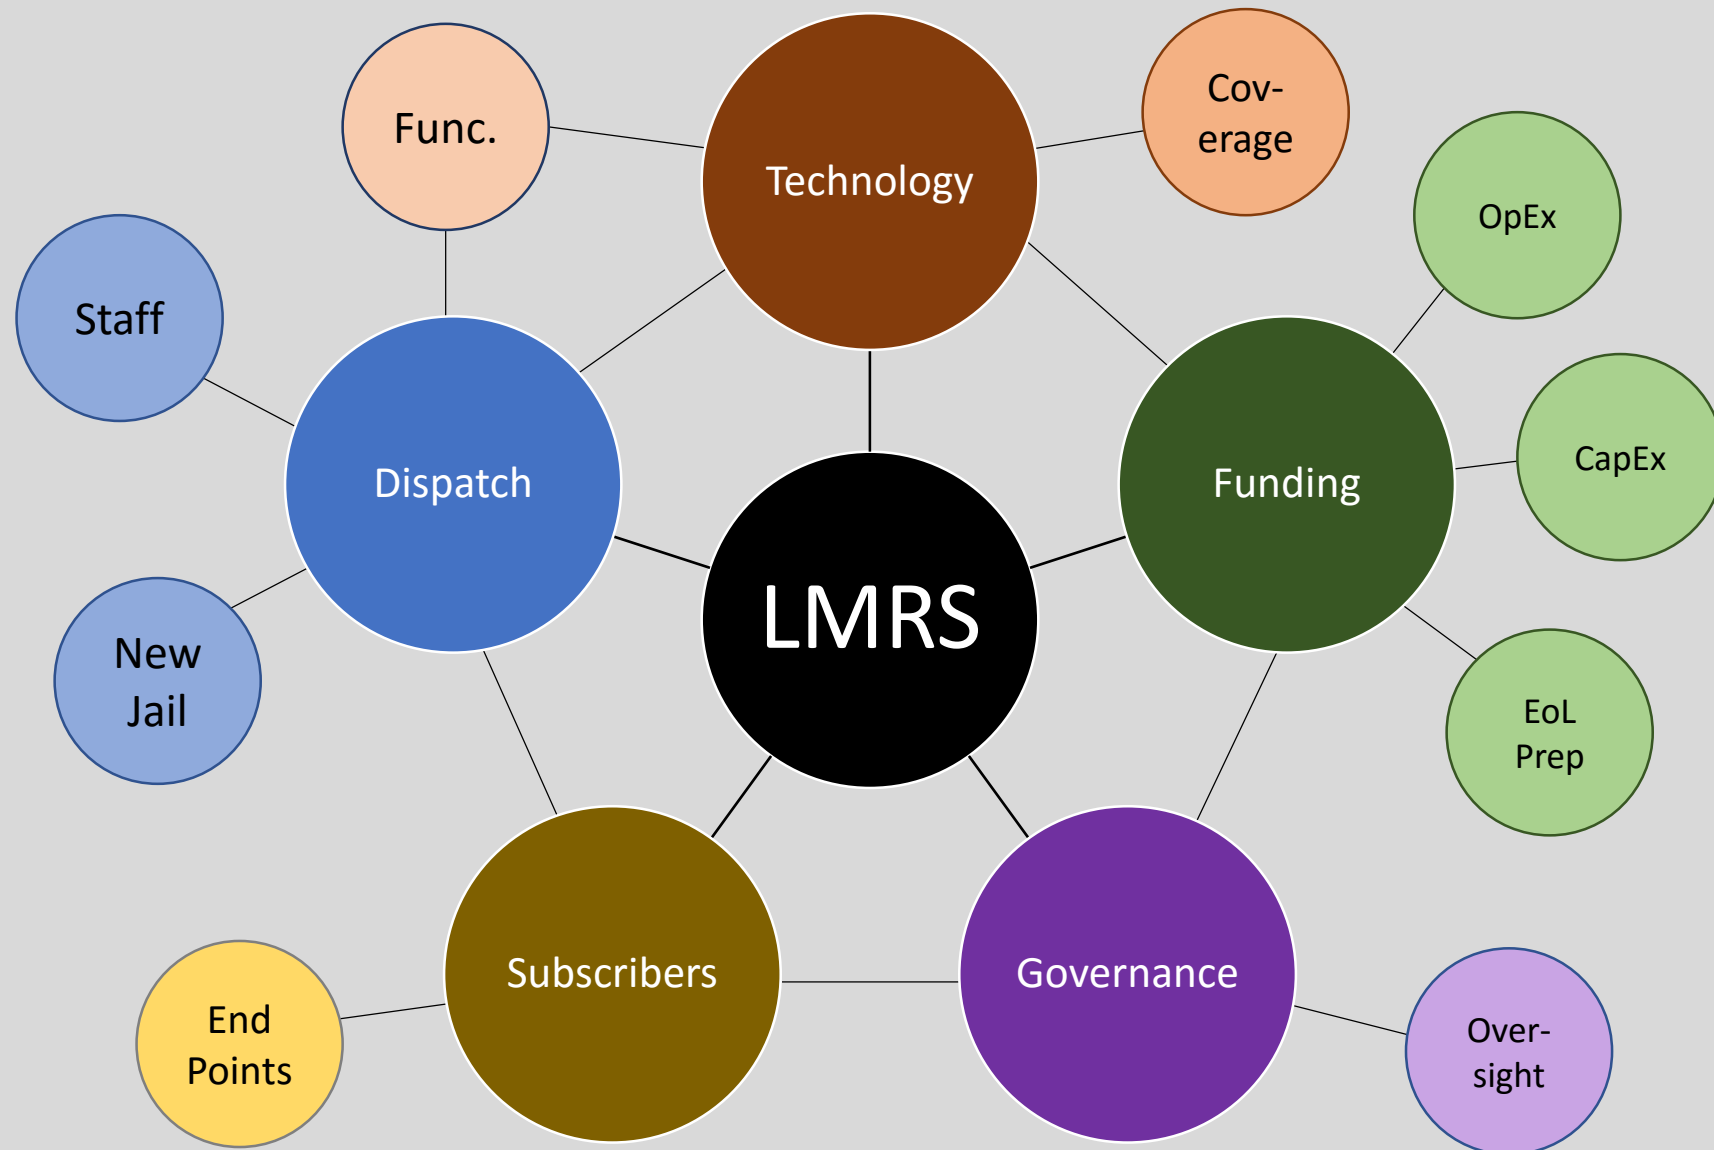 Func.
Technology
Cov-
erage
OpEx
Staff
Dispatch
Funding
CapEx
LMRS
New
Jail
EoL
Prep
Subscribers
Governance
End
Points
Over-
sight